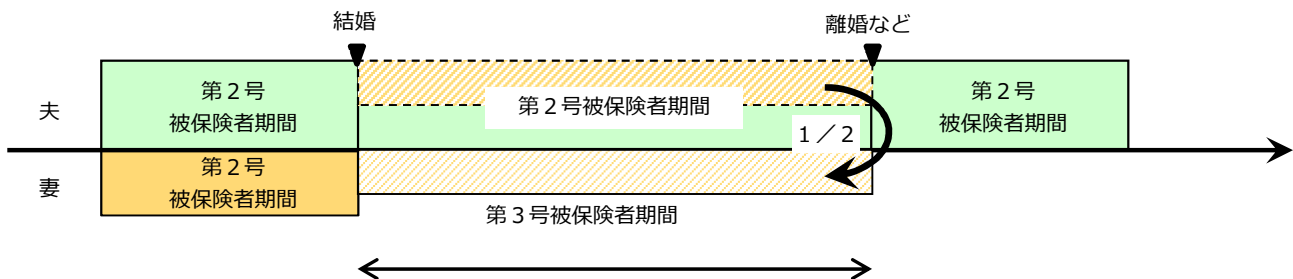 結婚
離婚など
夫
第２号
被保険者期間
第２号被保険者期間
１／２
第２号
被保険者期間
妻
第２号
被保険者期間
第３号被保険者期間